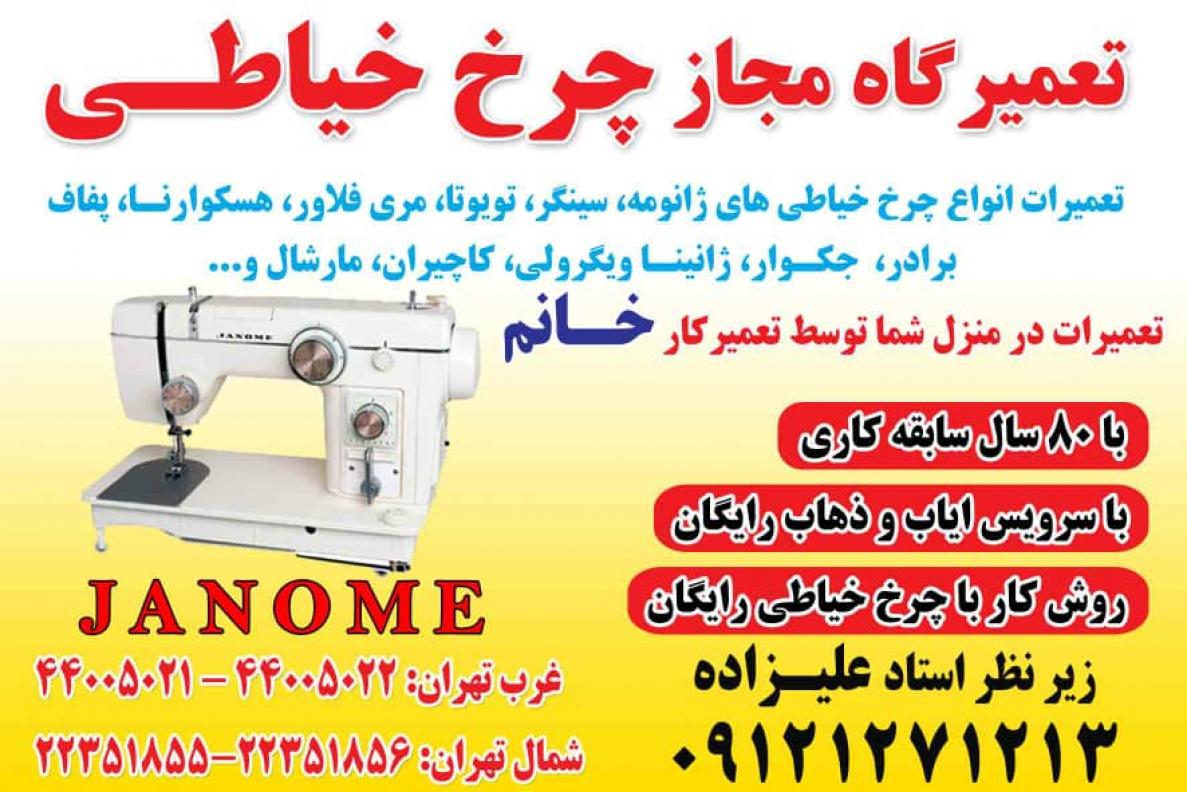 تعمیرگاه مجاز چرخ خیاطی
تعمیرات انواع چرخ خیاطی های ژانومه، سینگر، تویوتا، مری فلاور، هسکوارنا، پفاف
برادر، جکوار، ژانینا ویگرولی، کاچیران، مارشال و...
تعمیرات در منزل شما توسط تعمیرکار خانم
JANOME
با ۸۰ سال سابقه کاری
با سرویس ایاب و ذهاب رایگان
روش کار با چرخ خیاطی رایگان
JANOME
زیر نظر استاد علیزاده
۰۹۱۲۱۲۷۱۲۱۳
غرب تهران: ۴۴۰۰۵۰۲۲ - ۴۴۰۰۵۰۲۱
شمال تهران: ۲۲۳۵۱۸۵۶-۲۲۳۵۱۸۵۵